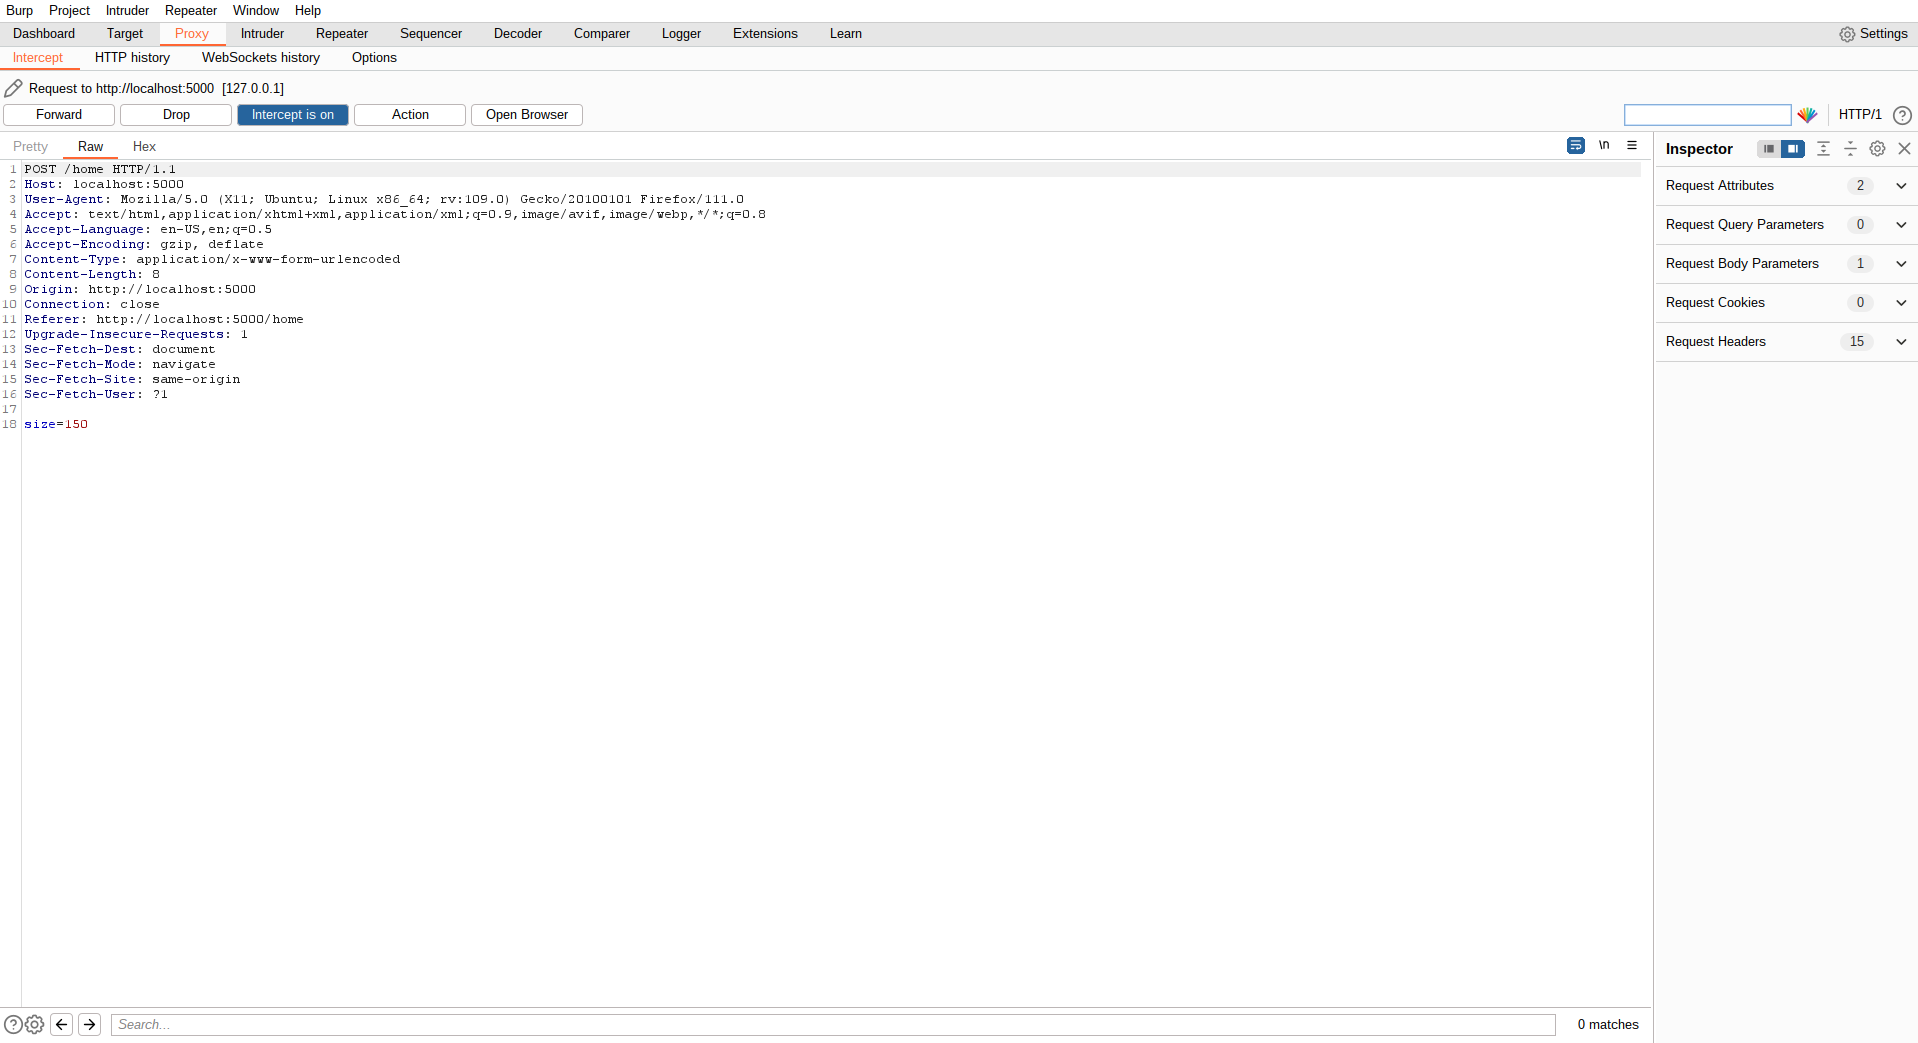 Burp Project Intruder Repeater Window Help
Dashboard Target Proxy Intruder Repeater Sequencer Decoder Comparer Logger Extensions Learn Settings
Intercept HTTP history WebSockets history Options
Request to http://localhost:5000 [127.0.0.1]
Forward Drop Intercept is on Action Open Browser HTTP/1 ?
Pretty Raw Hex \n
Inspector
1 POST /home HTTP/1.1
2 Host: localhost:5000
3 User-Agent: Mozilla/5.0 (X11; Ubuntu; Linux x86_64; rv:109.0) Gecko/20100101 Firefox/111.0
4 Accept: text/html,application/xhtml+xml,application/xml;q=0.9,image/avif,image/webp,*/*;q=0.8
5 Accept-Language: en-US,en;q=0.5
6 Accept-Encoding: gzip, deflate
7 Content-Type: application/x-www-form-urlencoded
8 Content-Length: 8
9 Origin: http://localhost:5000
10 Connection: close
11 Referer: http://localhost:5000/home
12 Upgrade-Insecure-Requests: 1
13 Sec-Fetch-Dest: document
14 Sec-Fetch-Mode: navigate
15 Sec-Fetch-Site: same-origin
16 Sec-Fetch-User: ?1
17
18 size=150
Request Attributes 2
Request Query Parameters 0
Request Body Parameters 1
Request Cookies 0
Request Headers 15
? Search... 0 matches